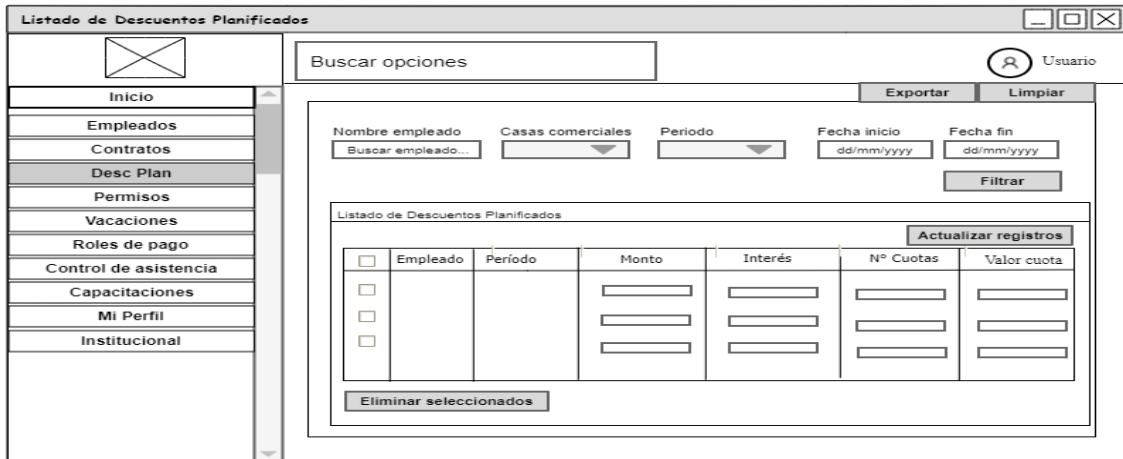 Listado de Descuentos Planificados
Buscar opciones
Usuario
Inicio
Empleados
Contratos
Desc Plan
Permisos
Vacaciones
Roles de pago
Control de asistencia
Capacitaciones
Mi Perfil
Institucional
Exportar Limpiar
Nombre empleado Casas comerciales Periodo Fecha inicio Fecha fin
Buscar empleado... dd/mm/yyyy dd/mm/yyyy
Filtrar
Listado de Descuentos Planificados
Actualizar registros
Empleado Período Monto Interés Nº Cuotas Valor cuota
Eliminar seleccionados